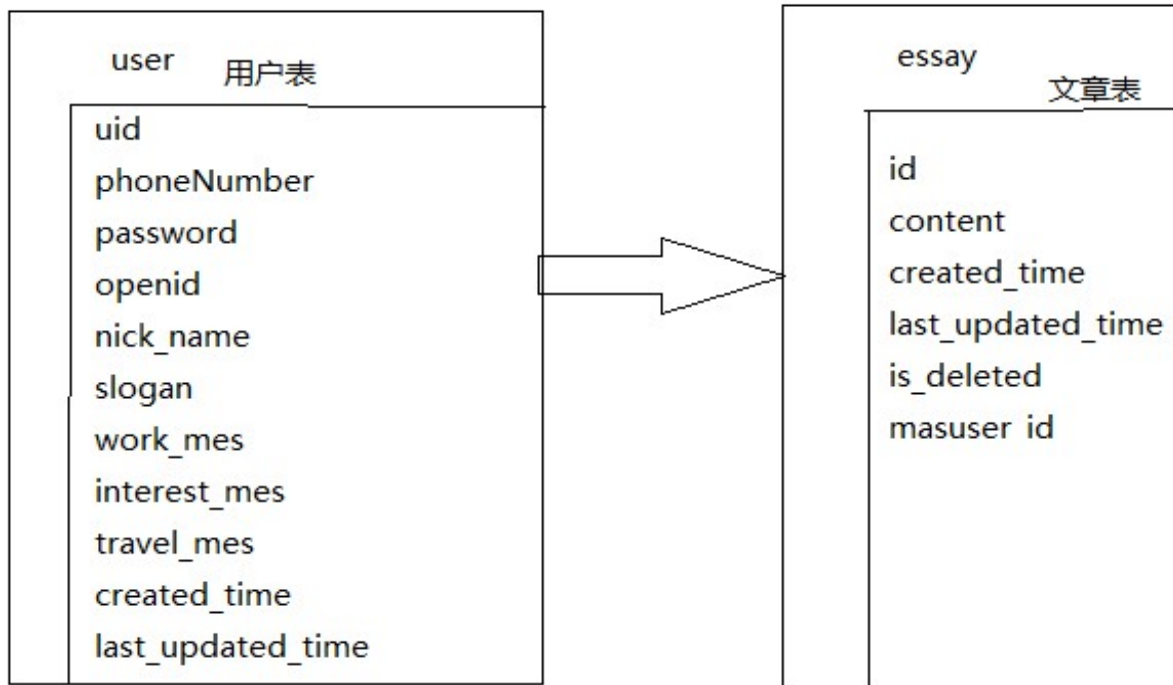 user 用户表
uid
phoneNumber
password
openid
nick_name
slogan
work_mes
interest_mes
travel_mes
created_time
last_updated_time
essay
文章表
id
content
created_time
last_updated_time
is_deleted
masuser id